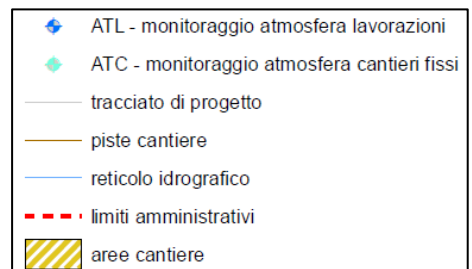 ATL - monitoraggio atmosfera lavorazioni
ATC - monitoraggio atmosfera cantieri fissi
tracciato di progetto
piste cantiere
reticolo idrografico
limiti amministrativi
aree cantiere